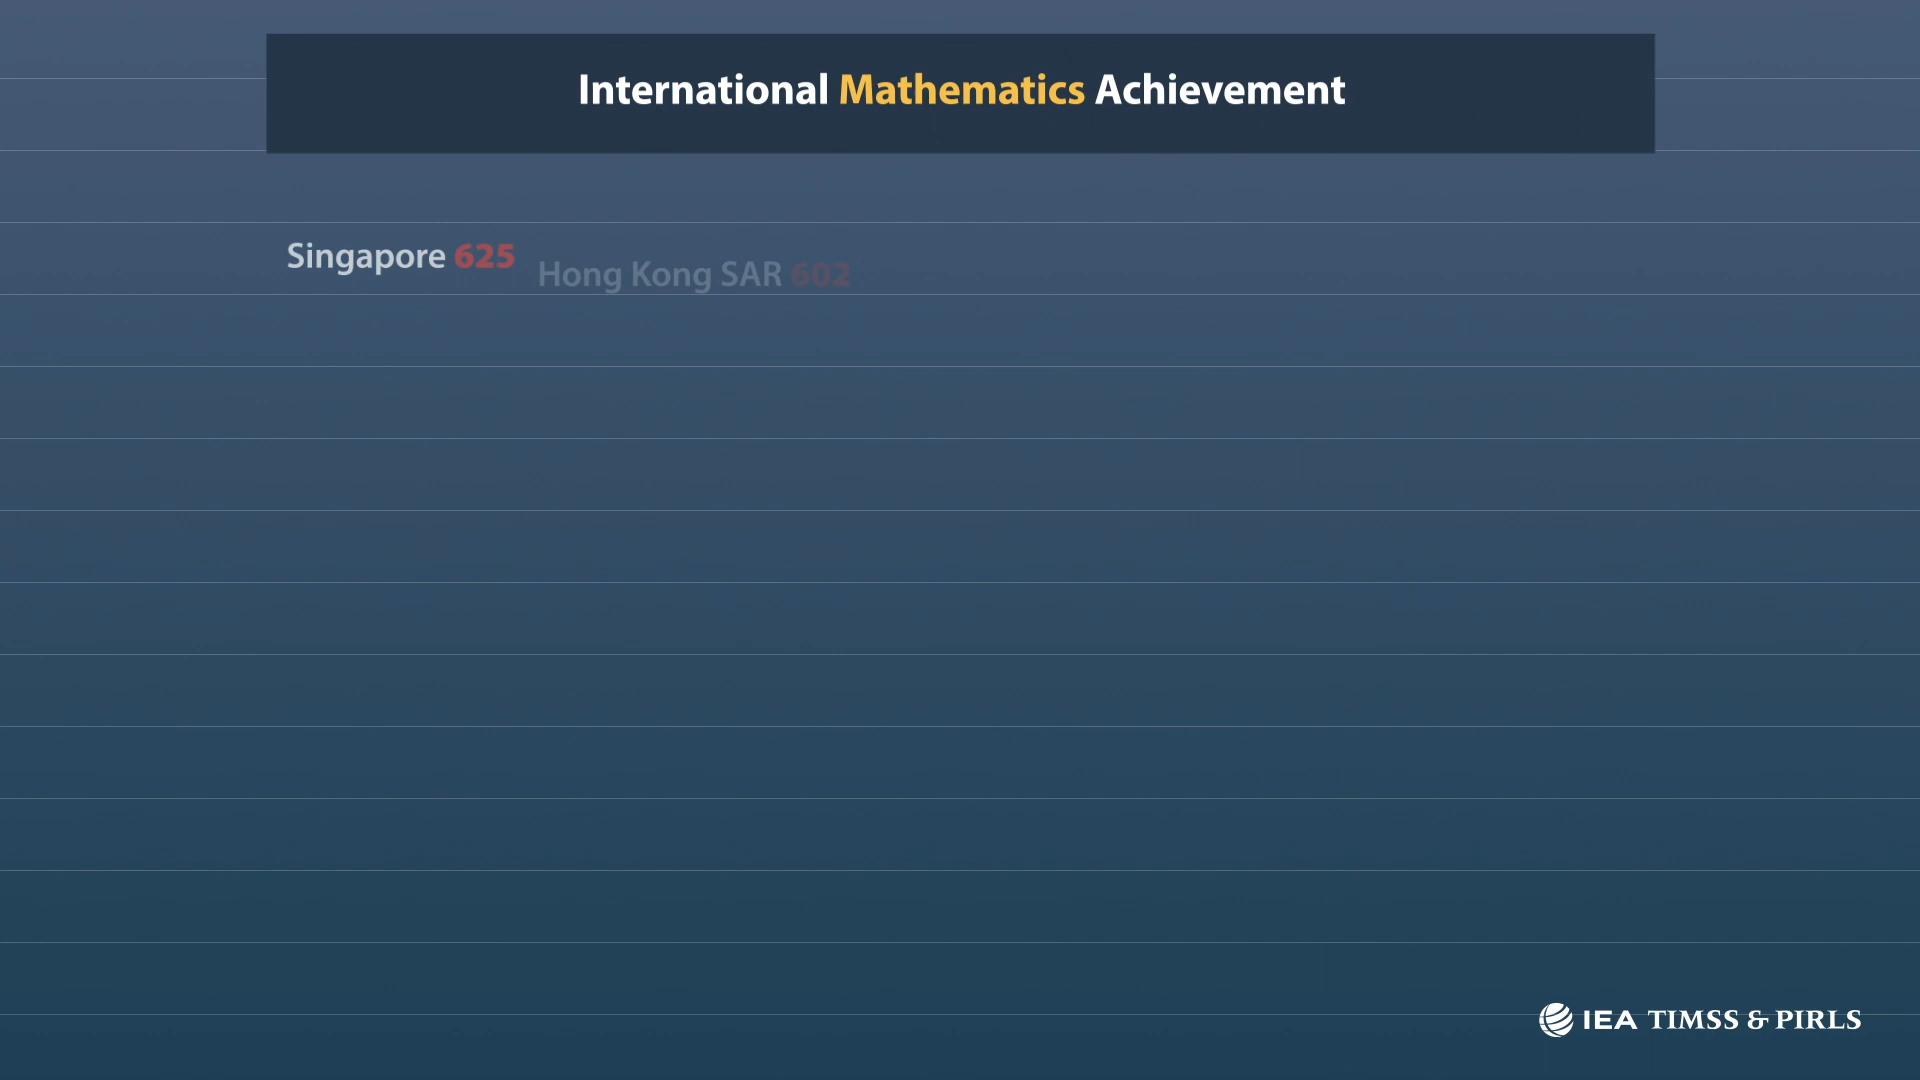 International Mathematics Achievement
Singapore 625 Hong Kong SAR 602
IEA TIMSS & PIRLS